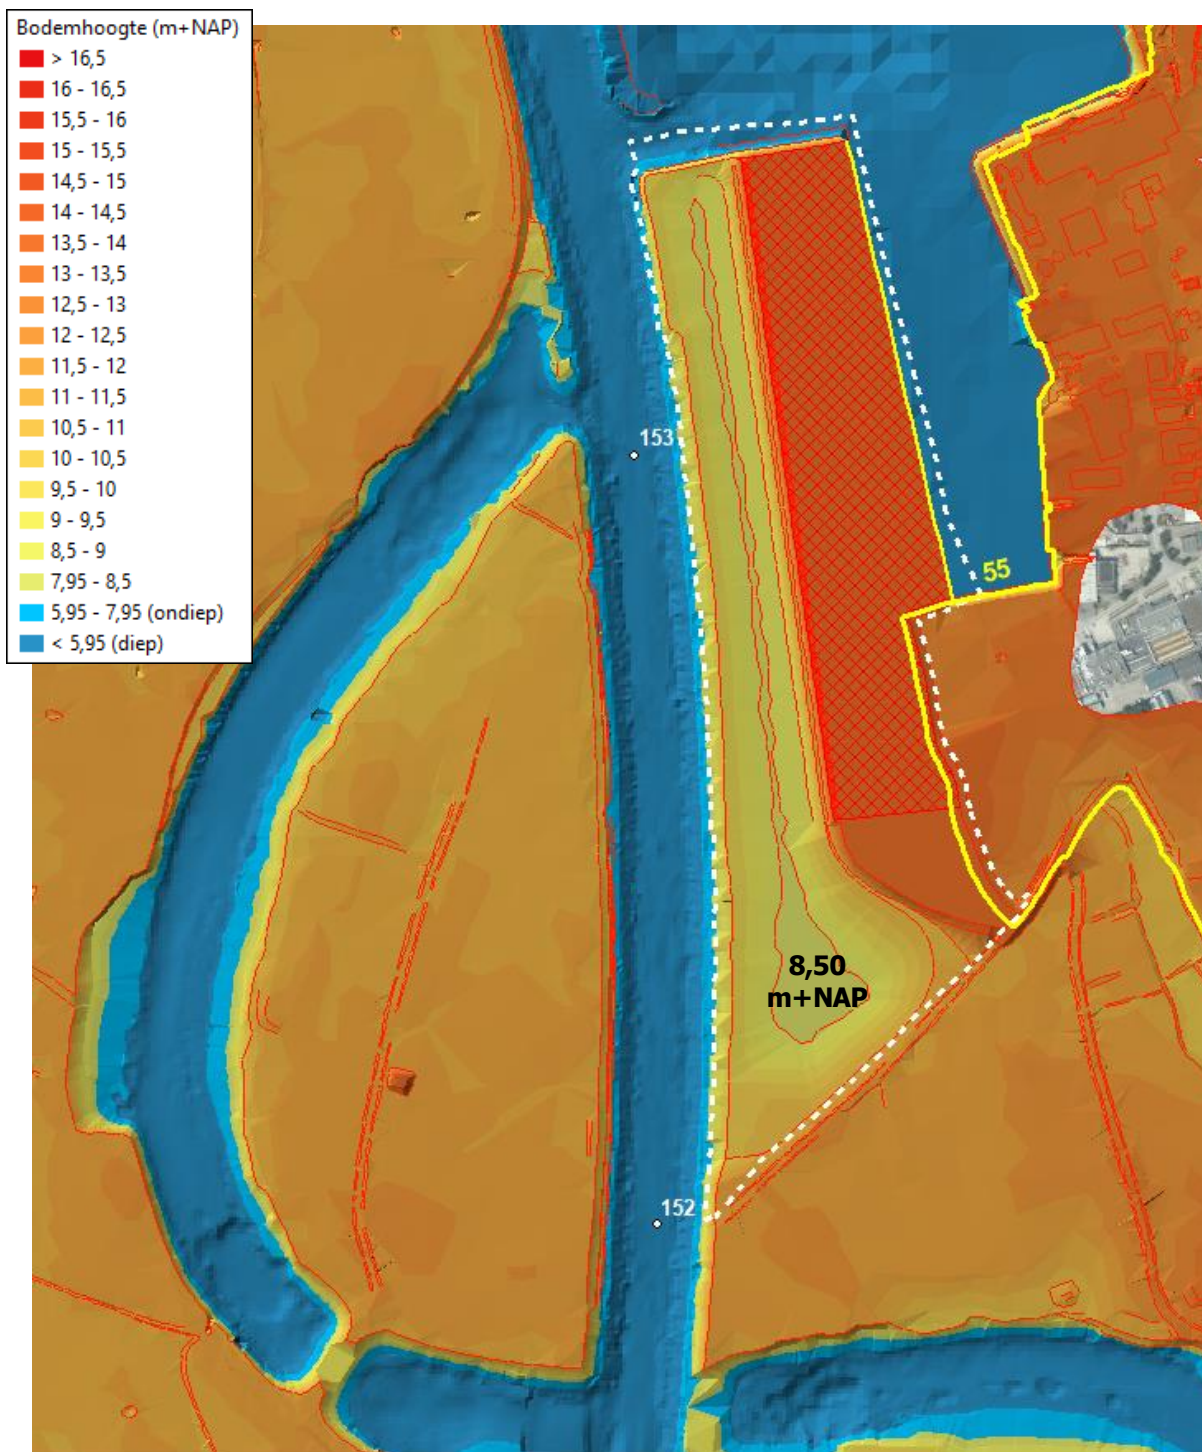 Bodemhoogte (m+NAP)
> 16,5
16 - 16,5
15,5 - 16
15 - 15,5
14,5 - 15
14 - 14,5
13,5 - 14
13 - 13,5
12,5 - 13
12 - 12,5
11,5 - 12
11 - 11,5
10,5 - 11
10 - 10,5
9,5 - 10
9 - 9,5
8,5 - 9
7,95 - 8,5
5,95 - 7,95 (ondiep)
< 5,95 (diep)
153
55
8,50
m+NAP
152